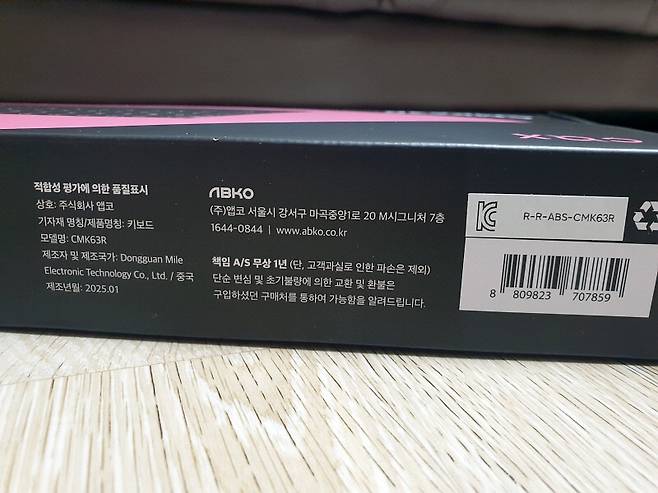 적합성 평가에 의한 품질표시
상호: 주식회사 앱코
기자재 명칭/제품명칭: 키보드
모델명: CMK63R
제조자 및 제조국가: Dongguan Mile
Electronic Technology Co., Ltd. / 중국
제조년월: 2025.01
ABKO
(주)앱코 서울시 강서구 마곡중앙1로 20 M시그니처 7층
1644-0844 | www.abko.co.kr
책임 A/S 무상 1년 (단, 고객과실로 인한 파손은 제외)
단순 변심 및 초기불량에 의한 교환 및 환불은
구입하셨던 구매처를 통하여 가능함을 알려드립니다.
R-R-ABS-CMK63R
8 809823 707859